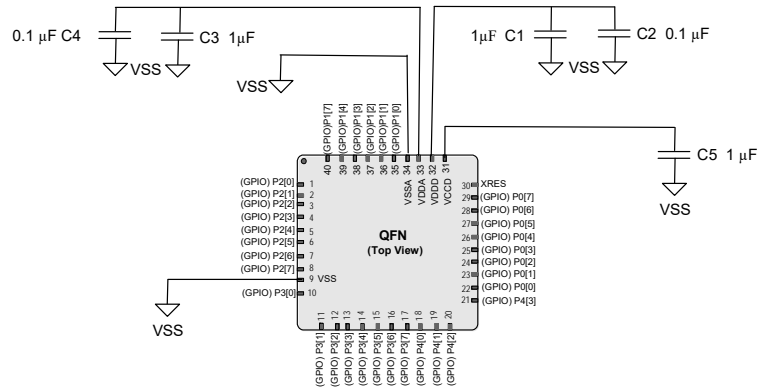 0.1 µF C4
C3 1µF
1µF C1
C2 0.1 µF
VSS
VSS
VSS
C5 1 µF
VSS
(GPIO)P1[7]
(GPIO)P1[4]
(GPIO)P1[3]
(GPIO)P1[2]
(GPIO)P1[1]
(GPIO)P1[0]
40
39
38
37
36
35
34
33
32
31
VSSA
VDDA
VDDD
VCCD
(GPIO) P2[0] 1
(GPIO) P2[1] 2
(GPIO) P2[2] 3
(GPIO) P2[3] 4
(GPIO) P2[4] 5
(GPIO) P2[5] 6
(GPIO) P2[6] 7
(GPIO) P2[7] 8
9 VSS
(GPIO) P3[0] 10
VSS
QFN
(Top View)
30 XRES
29 (GPIO) P0[7]
28 (GPIO) P0[6]
27 (GPIO) P0[5]
26 (GPIO) P0[4]
25 (GPIO) P0[3]
24 (GPIO) P0[2]
23 (GPIO) P0[1]
22 (GPIO) P0[0]
21 (GPIO) P4[3]
11
12
13
14
15
16
17
18
19
20
(GPIO) P3[1]
(GPIO) P3[2]
(GPIO) P3[3]
(GPIO) P3[4]
(GPIO) P3[5]
(GPIO) P3[6]
(GPIO) P3[7]
(GPIO) P4[0]
(GPIO) P4[1]
(GPIO) P4[2]